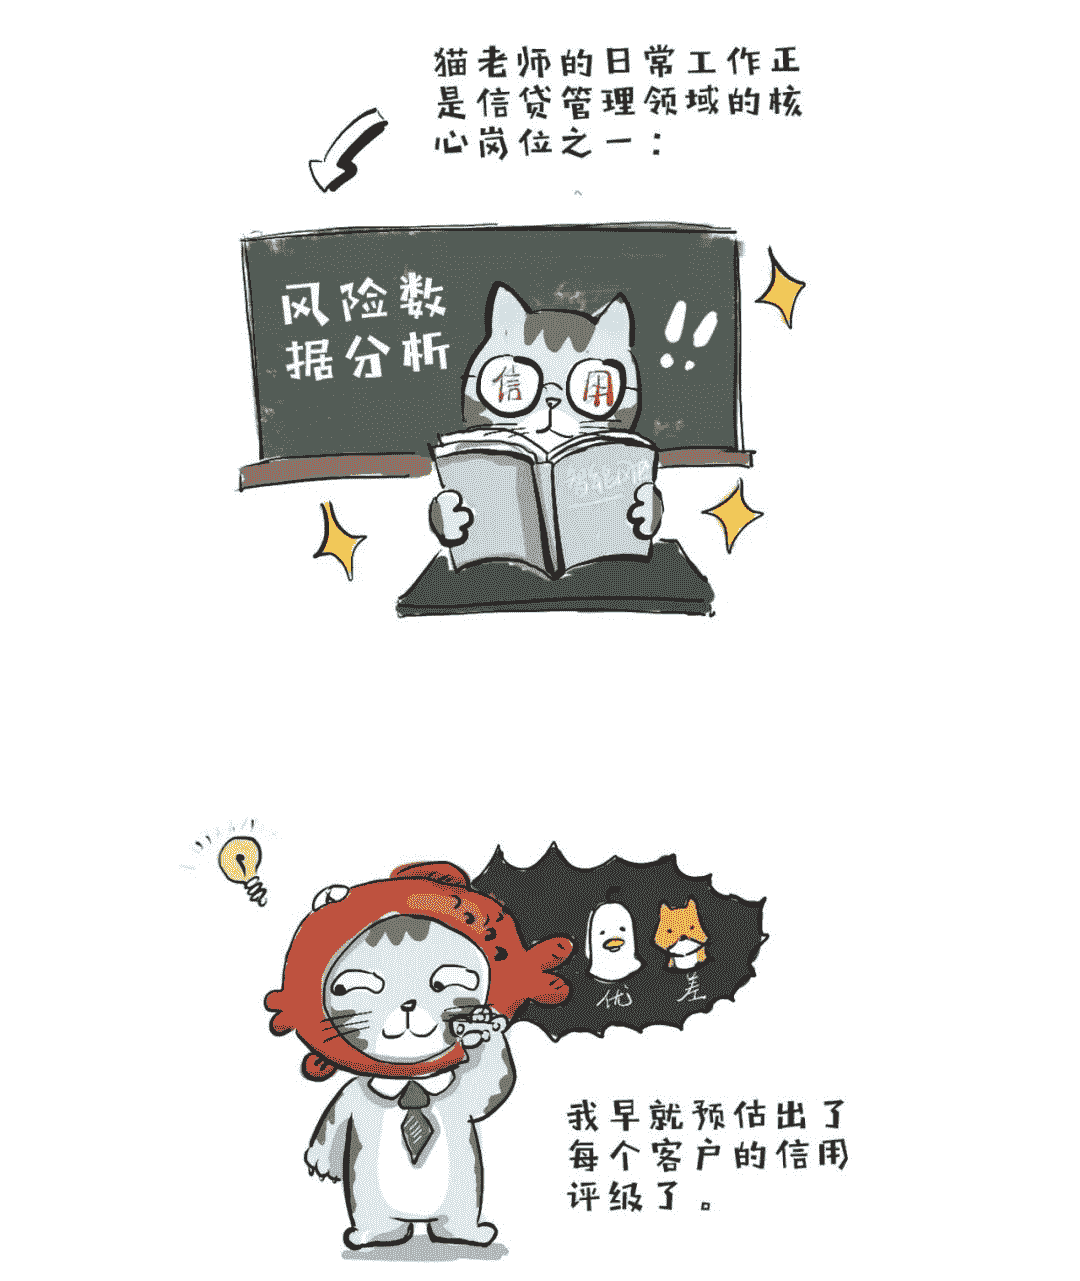 猫老师的日常工作正
是信贷管理领域的核
心岗位之一：
风险数
据分析
!!
信用
优 差
我早就预估出了
每个客户的信用
评级了。